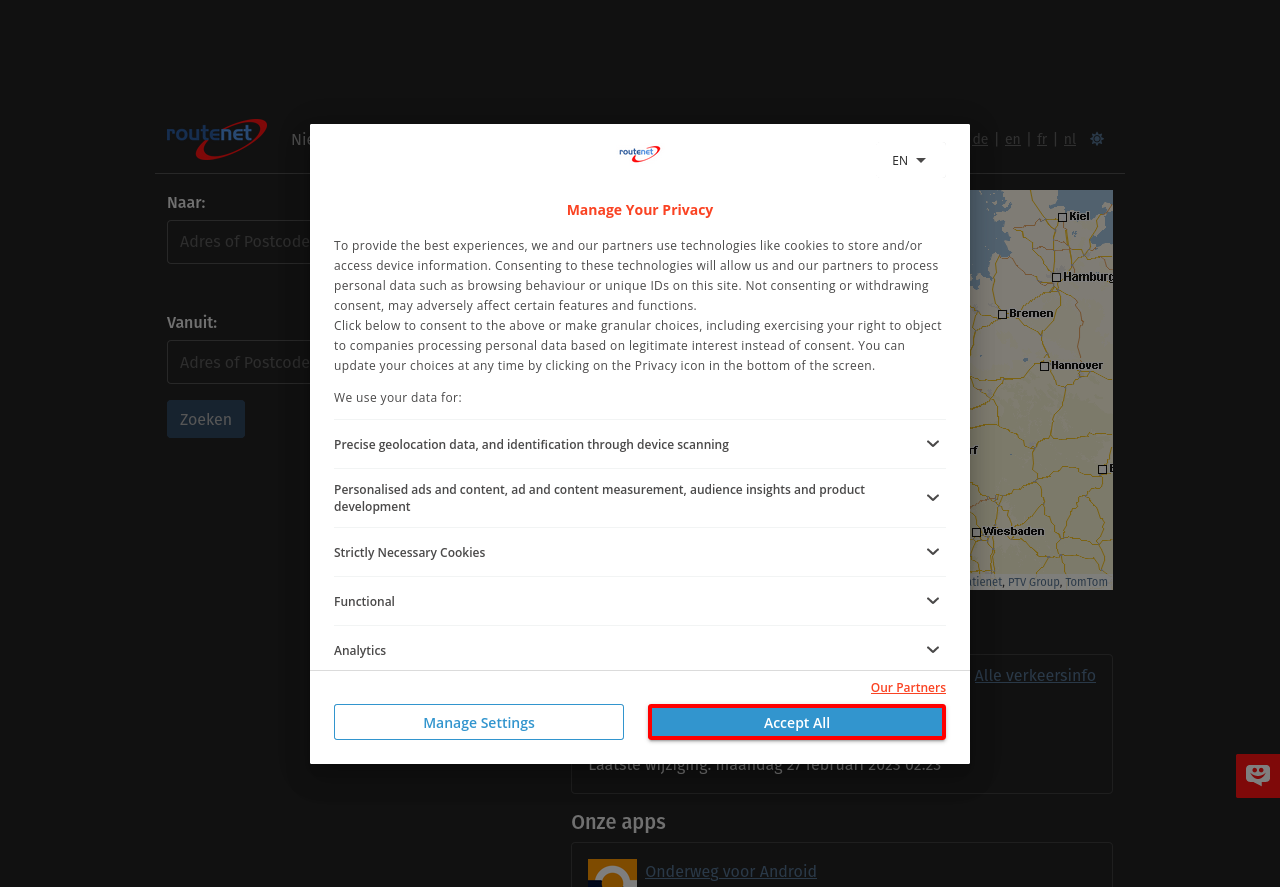 routenet
de | en | fr | nl
Naar:
Adres of Postcode
Vanuit:
Adres of Postcode
Zoeken
routenet
EN
Manage Your Privacy
To provide the best experiences, we and our partners use technologies like cookies to store and/or
access device information. Consenting to these technologies will allow us and our partners to process
personal data such as browsing behaviour or unique IDs on this site. Not consenting or withdrawing
consent, may adversely affect certain features and functions.
Click below to consent to the above or make granular choices, including exercising your right to object
to companies processing personal data based on legitimate interest instead of consent. You can
update your choices at any time by clicking on the Privacy icon in the bottom of the screen.
We use your data for:
Precise geolocation data, and identification through device scanning
Personalised ads and content, ad and content measurement, audience insights and product
development
Strictly Necessary Cookies
Functional
Analytics
Our Partners
Manage Settings
Accept All
Kiel
Hamburg
Bremen
Hannover
Wiesbaden
PTV Group, TomTom
Alle verkeersinfo
Laatste wijziging: maandag 27 februari 2023 02:23
Onze apps
Onderweg voor Android